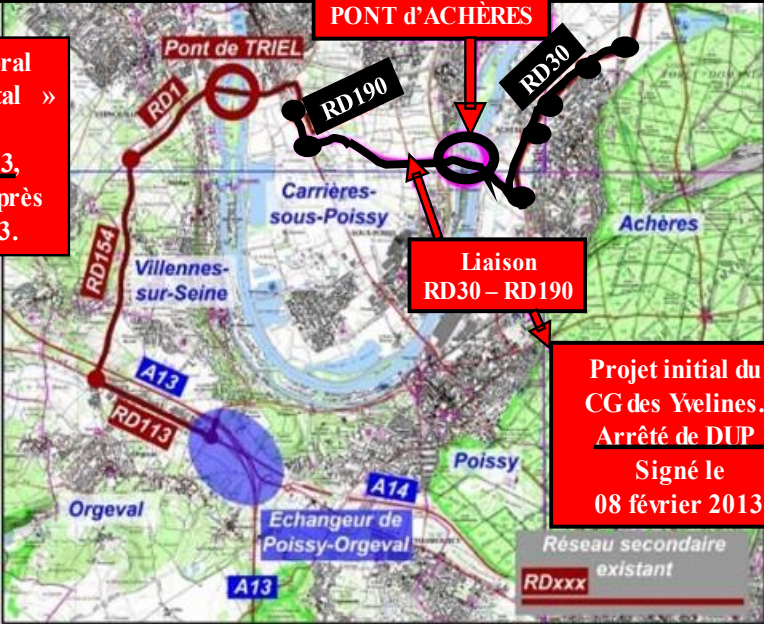 PONT d'ACHÈRES
ral
tal »
3,
près
3.
Pont de TRIEL
RD1
RD190
RD30
Carrières-
sous-Poissy
Achères
RD154
Villennes-
sur-Seine
Liaison
RD30 – RD190
A13
RD113
Projet initial du
CG des Yvelines.
Arrêté de DUP
Signé le
08 février 2013
Poissy
A14
Orgeval
Echangeur de
Poissy-Orgeval
A13
Réseau secondaire
existant
RDxxx